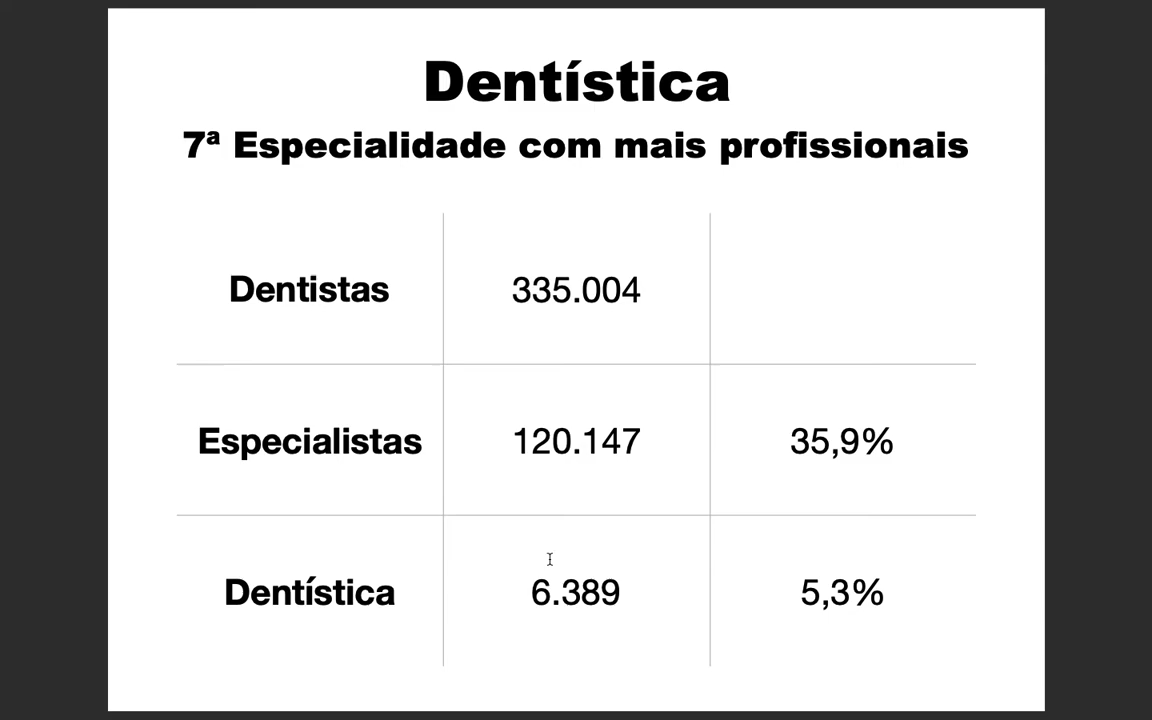 Dentística
7ª Especialidade com mais profissionais
Dentistas 335.004
Especialistas 120.147 35,9%
Dentística 6.389 5,3%